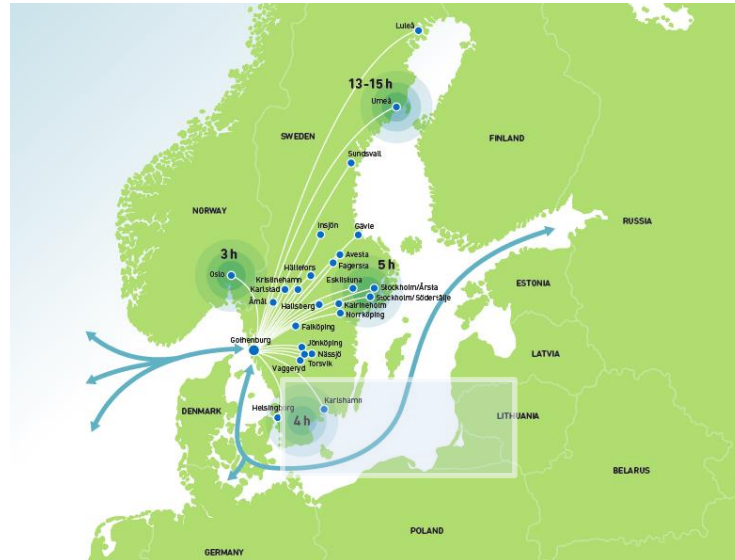 Luleå
13-15 h
Umeå
SWEDEN
FINLAND
Sundsvall
NORWAY
RUSSIA
Insjön
Gävle
3 h
Avesta
Fagersta
5 h
Oslo
Hällefors
Kristinehamn
Eskilstuna
Karlstad
Stockholm/Årsta
Stockholm/Södertälje
ESTONIA
Åmål
Hallsberg
Katrineholm
Norrköping
Falköping
Gothenburg
Jönköping
Nässjö
Torsvik
Vaggeryd
LATVIA
DENMARK
Helsingborg
Karlshamn
4 h
LITHUANIA
BELARUS
POLAND
GERMANY